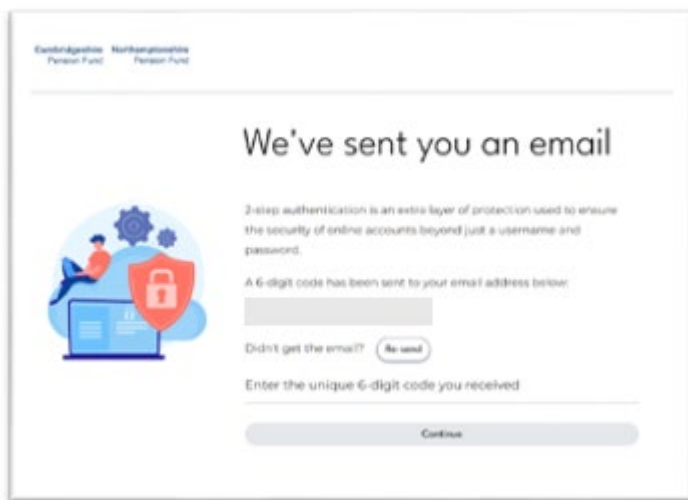 Cambridgeshire Northamptonshire
Pension Fund Pension Fund
We've sent you an email
2-step authentication is an extra layer of protection used to ensure
the security of online accounts beyond just a username and
password.
A 6-digit code has been sent to your email address below:
Didn't get the email? Re-send
Enter the unique 6-digit code you received
Continue